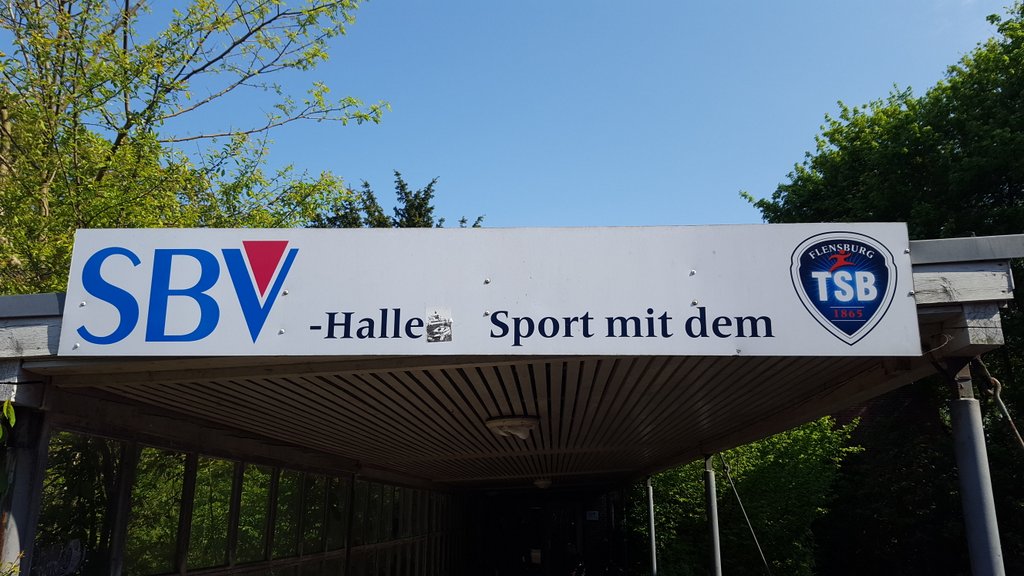 SBV -Halle Sport mit dem
FLENSBURG
TSB
1865